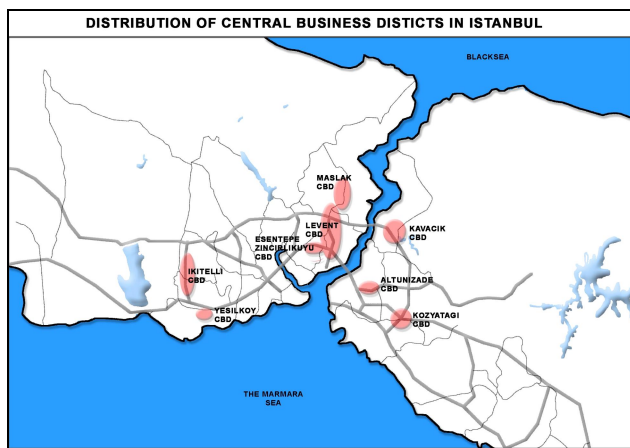 DISTRIBUTION OF CENTRAL BUSINESS DISTICTS IN ISTANBUL
BLACKSEA
MASLAK
CBD
LEVENT
CBD
ESENTEPE
ZINCIRLIKUYU
CBD
KAVACIK
CBD
IKITELLI
CBD
ALTUNIZADE
CBD
YESILKOY
CBD
KOZYATAGI
CBD
THE MARMARA
SEA